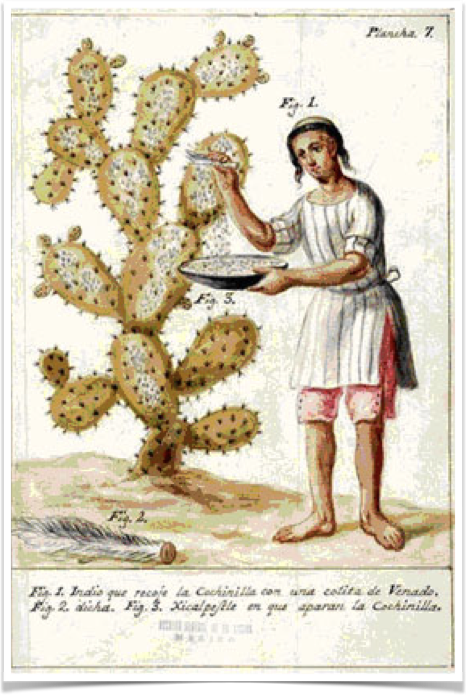 Plancha. 7.
Fig. 1.
Fig. 3.
Fig. 2.
Fig. 1. Indio que recoje la Cochinilla con una colita de Venado.
Fig. 2 dicha. Fig. 3. Xicalpestle en que aparan la Cochinilla.
MEXICO